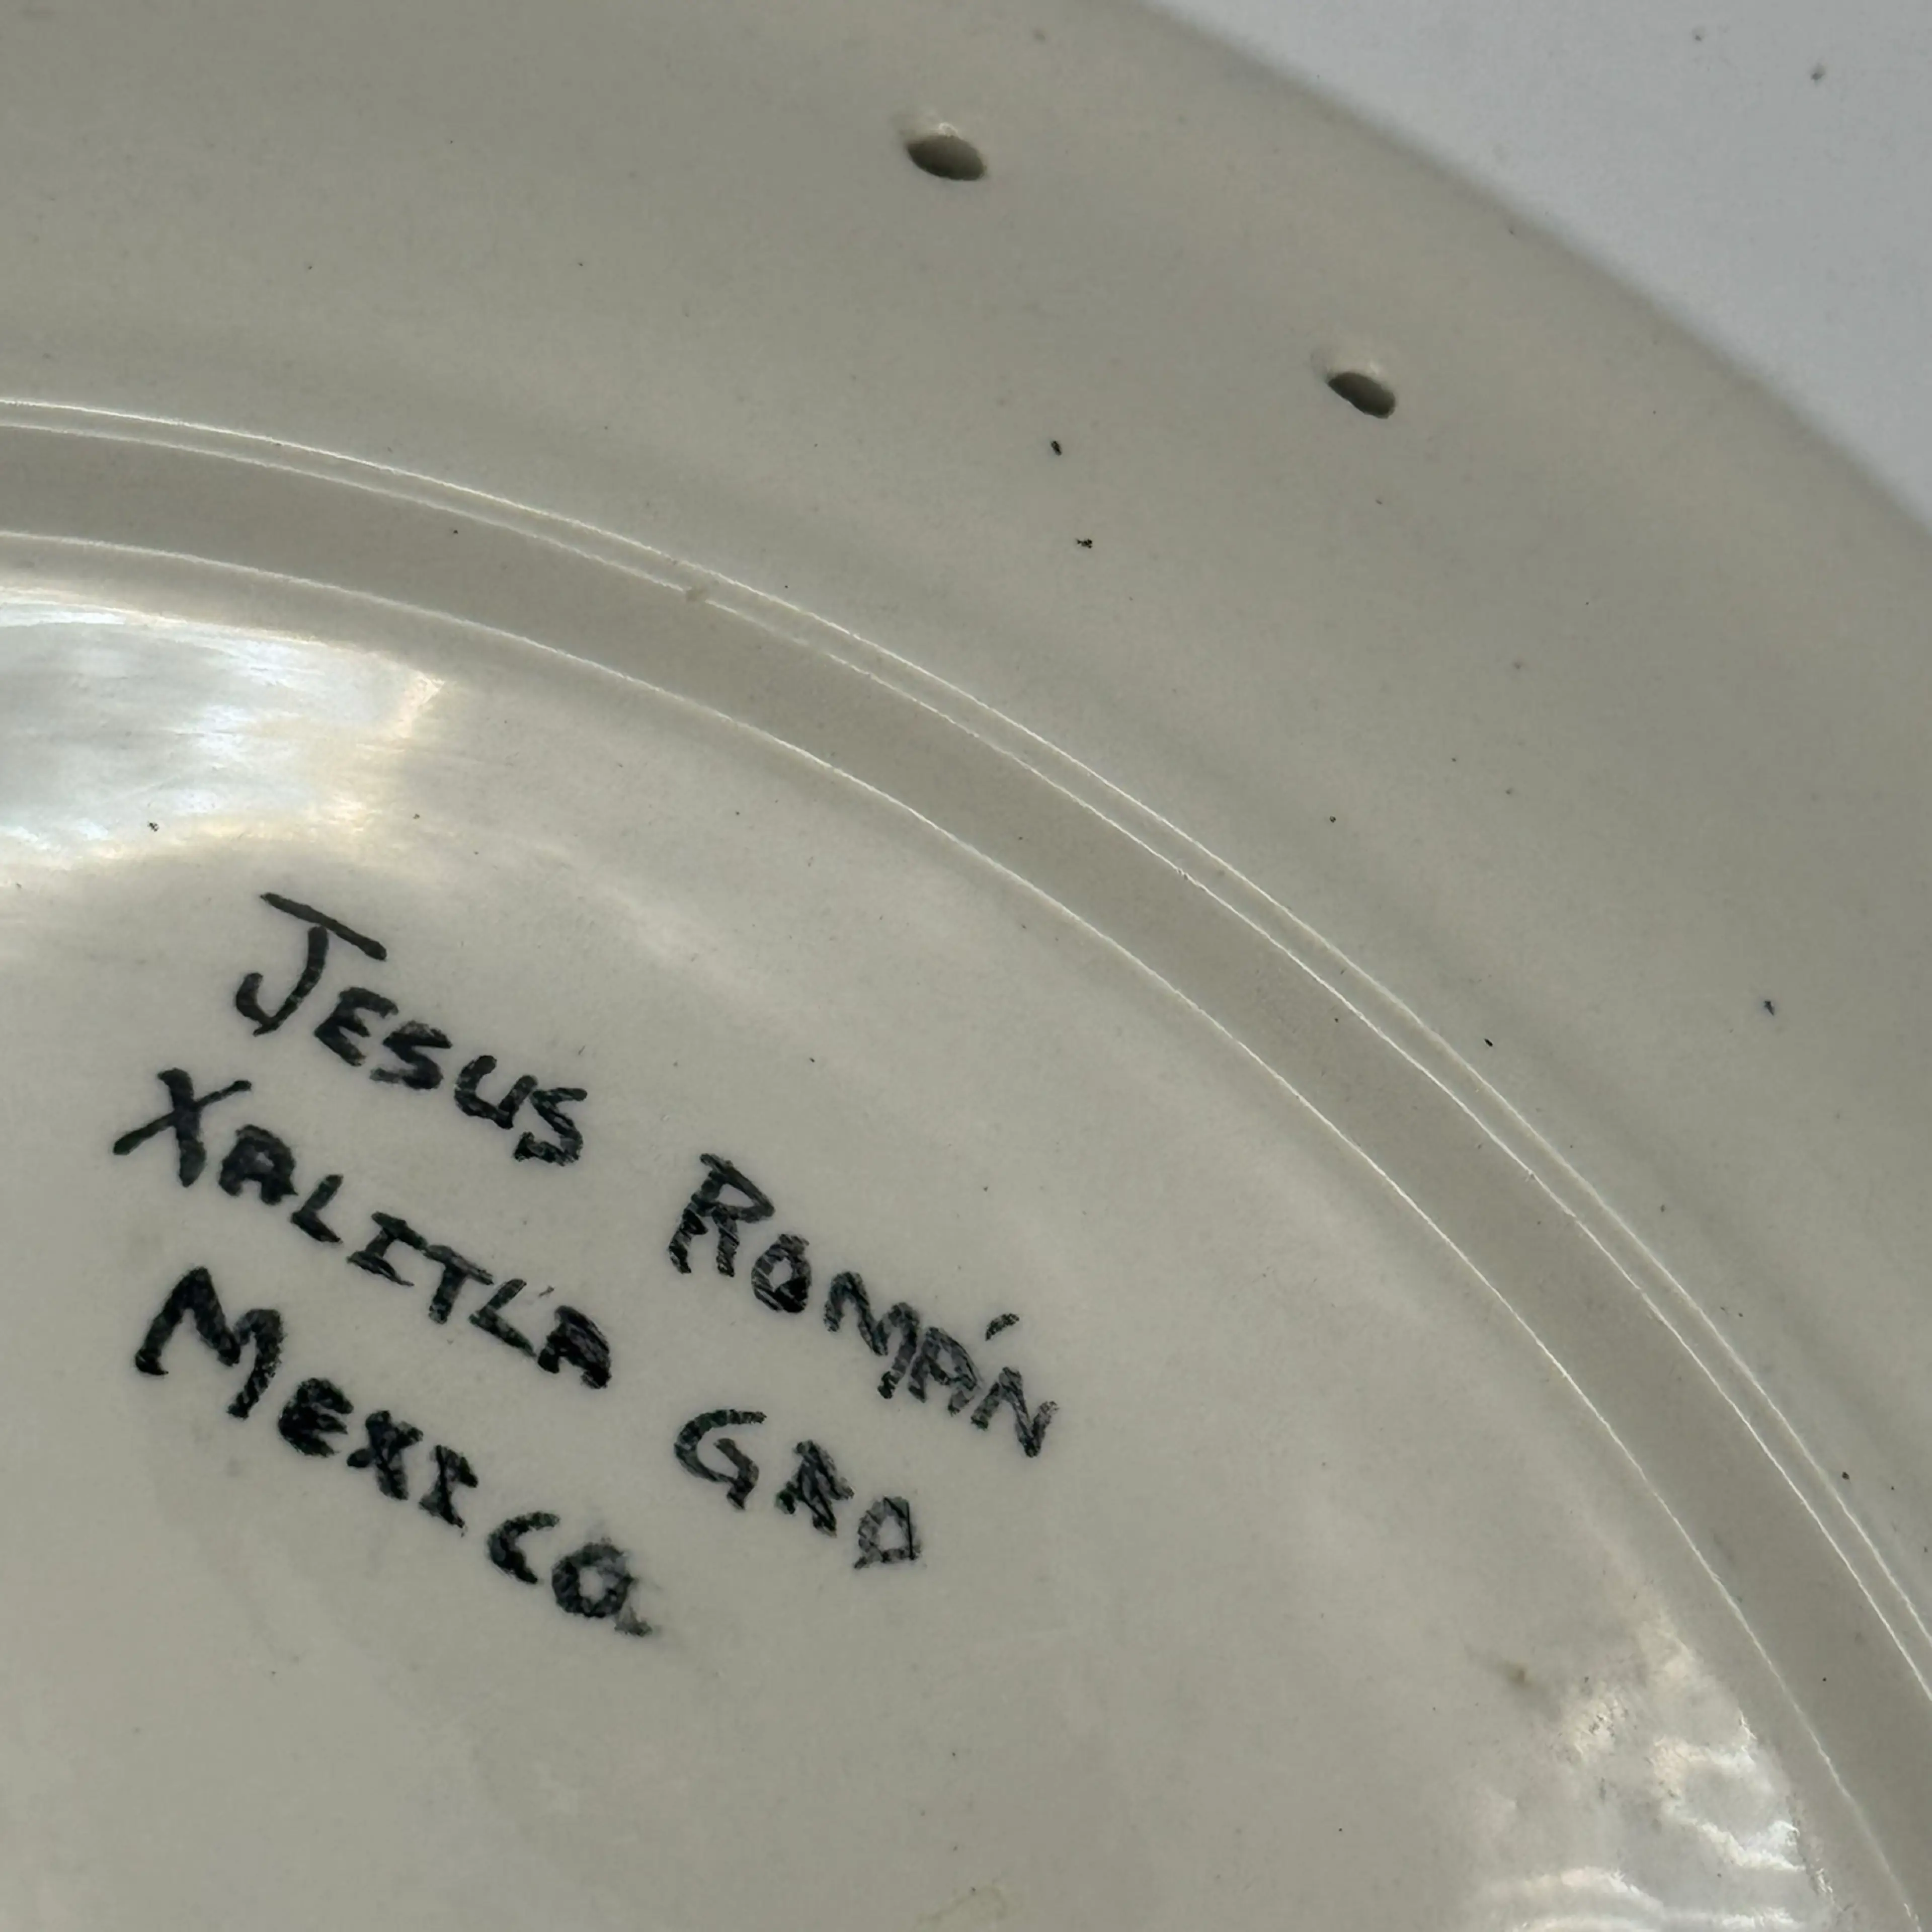 JESUS ROMÁN
XALITLA GRO
MEXICO